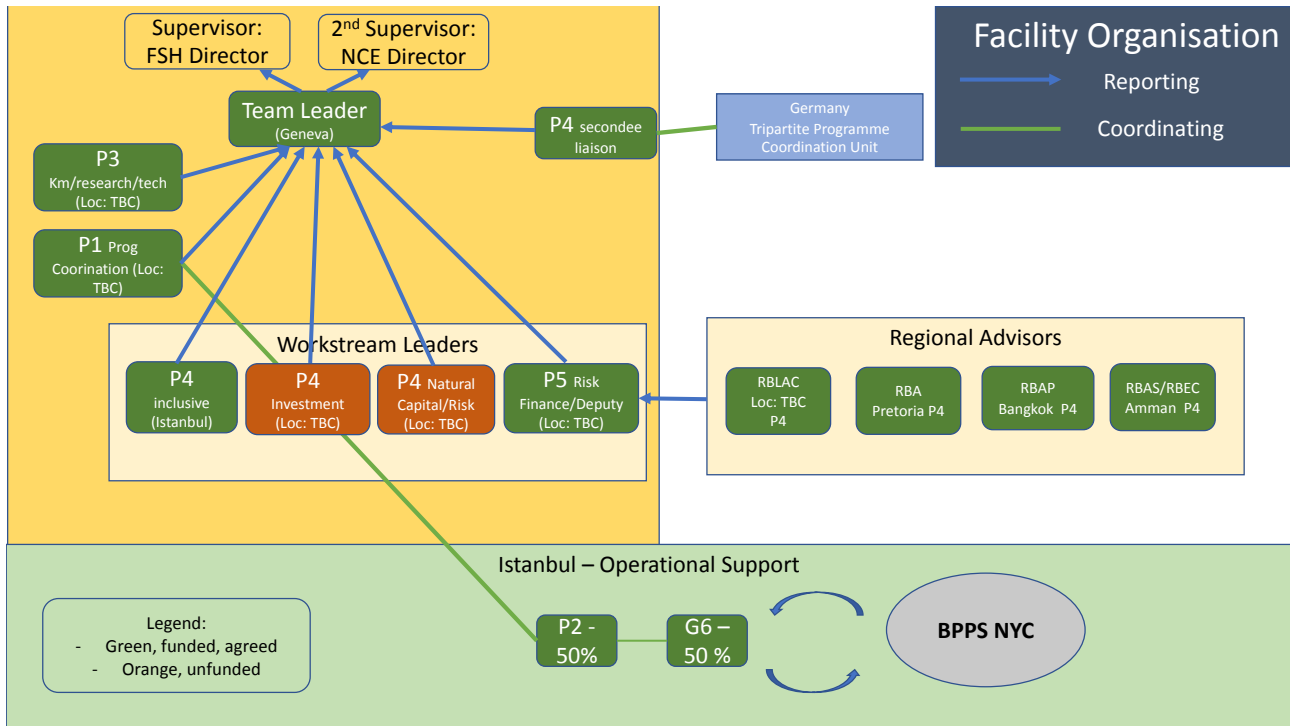 Supervisor:
FSH Director
2nd Supervisor:
NCE Director
Facility Organisation
Reporting
Coordinating
Team Leader
(Geneva)
P4 secondee
liaison
Germany
Tripartite Programme
Coordination Unit
P3
Km/research/tech
(Loc: TBC)
P1 Prog
Coorination (Loc:
TBC)
Workstream Leaders
P4
inclusive
(Istanbul)
P4
Investment
(Loc: TBC)
P4 Natural
Capital/Risk
(Loc: TBC)
P5 Risk
Finance/Deputy
(Loc: TBC)
Regional Advisors
RBLAC
Loc: TBC
P4
RBA
Pretoria P4
RBAP
Bangkok P4
RBAS/RBEC
Amman P4
Istanbul – Operational Support
Legend:
- Green, funded, agreed
- Orange, unfunded
P2 -
50%
G6 –
50 %
BPPS NYC